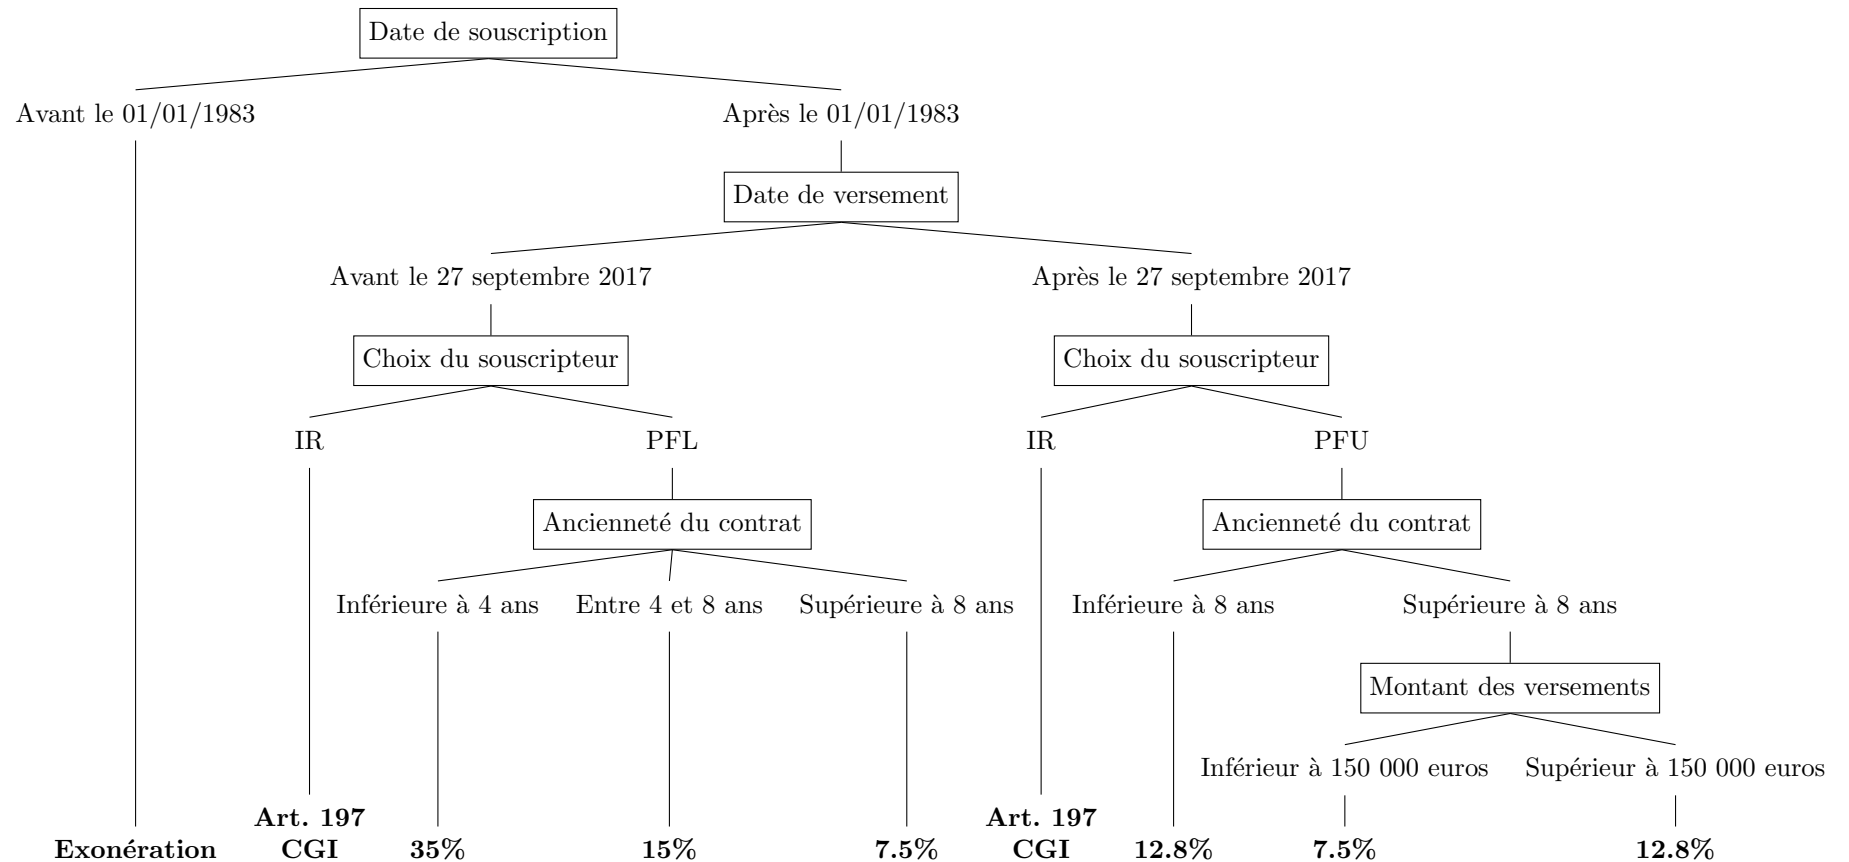 Date de souscription
Avant le 01/01/1983
Après le 01/01/1983
Date de versement
Avant le 27 septembre 2017
Après le 27 septembre 2017
Choix du souscripteur
Choix du souscripteur
IR
PFL
IR
PFU
Ancienneté du contrat
Ancienneté du contrat
Inférieure à 4 ans
Entre 4 et 8 ans
Supérieure à 8 ans
Inférieure à 8 ans
Supérieure à 8 ans
Montant des versements
Inférieur à 150 000 euros
Supérieur à 150 000 euros
Exonération
Art. 197
CGI
35%
15%
7.5%
Art. 197
CGI
12.8%
7.5%
12.8%